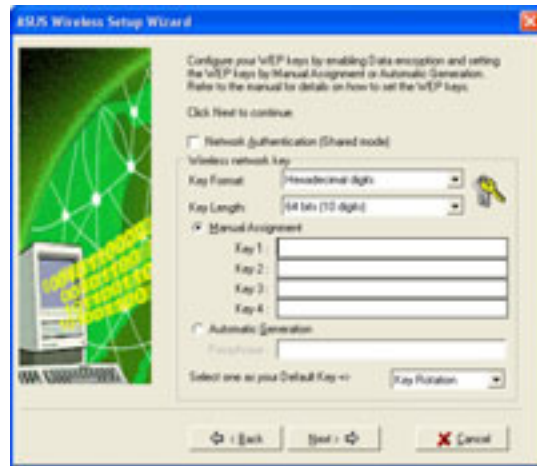 ASUS Wireless Setup Wizard
Configure your WEP keys by enabling Data encryption and setting
the WEP keys by Manual Assignment or Automatic Generation.
Refer to the manual for details on how to set the WEP keys.
Click Next to continue.
Network Authentication (Shared mode)
Wireless network key
Key Format: Hexadecimal digits
Key Length: 64 bits (10 digits)
Manual Assignment
Key 1 :
Key 2 :
Key 3 :
Key 4 :
Automatic Generation
Passphrase :
Select one as your Default Key => Key Rotation
< Back Next > Cancel